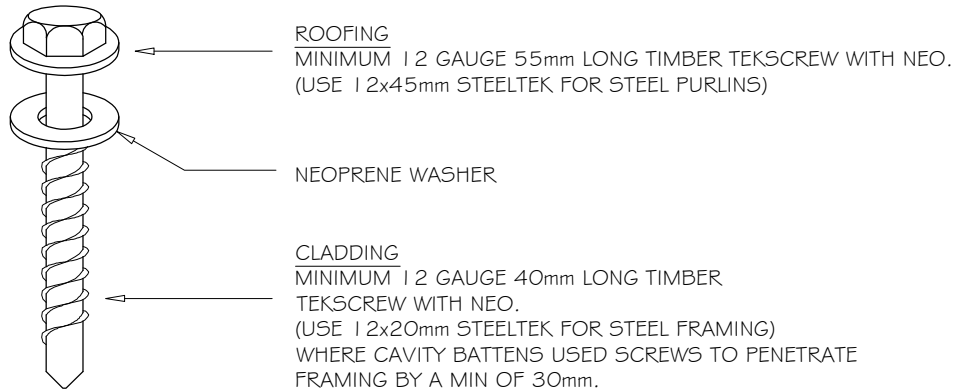 ROOFING
MINIMUM 12 GAUGE 55mm LONG TIMBER TEKSCREW WITH NEO.
(USE 12x45mm STEELTEK FOR STEEL PURLINS)
NEOPRENE WASHER
CLADDING
MINIMUM 12 GAUGE 40mm LONG TIMBER
TEKSCREW WITH NEO.
(USE 12x20mm STEELTEK FOR STEEL FRAMING)
WHERE CAVITY BATTENS USED SCREWS TO PENETRATE
FRAMING BY A MIN OF 30mm.